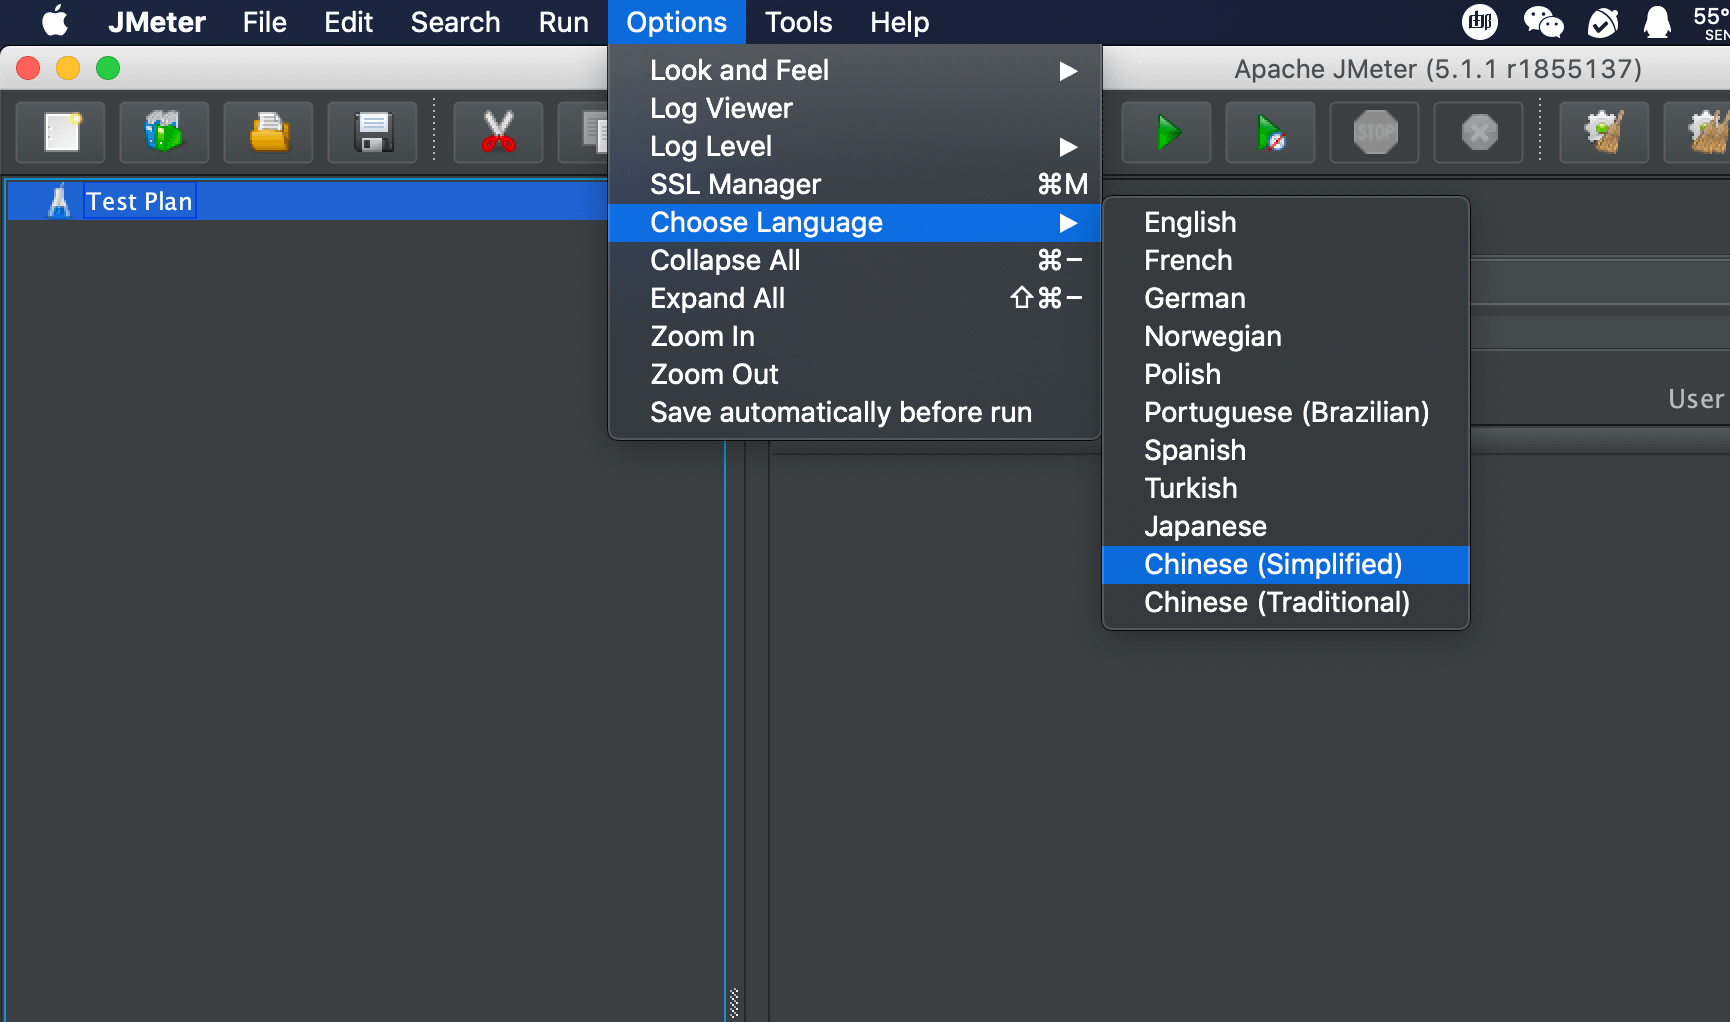 JMeter File Edit Search Run Options Tools Help 55°
SEN
Apache JMeter (5.1.1 r1855137)
Look and Feel
Log Viewer
Log Level
SSL Manager ⌘M
Choose Language
Collapse All ⌘−
Expand All ⇧⌘−
Zoom In
Zoom Out
Save automatically before run
STOP
Test Plan
English
French
German
Norwegian
Polish
Portuguese (Brazilian)
Spanish
Turkish
Japanese
Chinese (Simplified)
Chinese (Traditional)
User